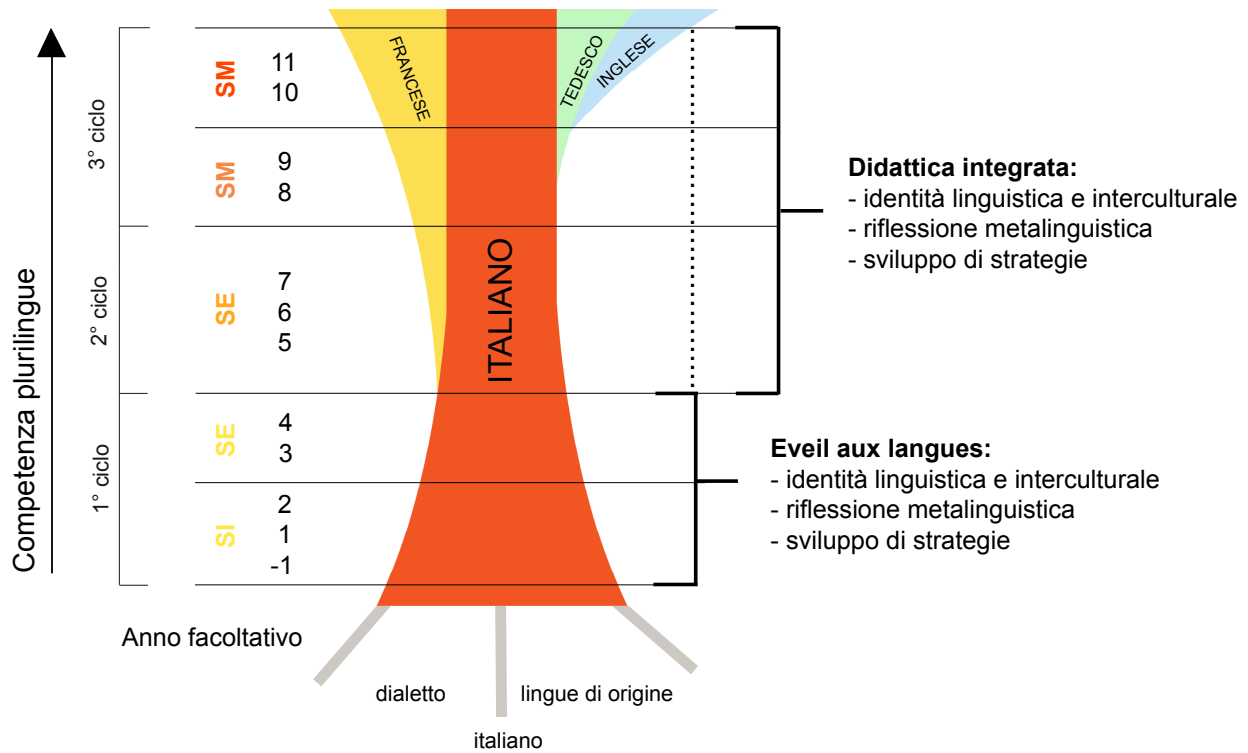 Competenza plurilingue
3° ciclo
2° ciclo
1° ciclo
SM
11
10
SM
9
8
SE
7
6
5
SE
4
3
SI
2
1
-1
Anno facoltativo
FRANCESE
ITALIANO
TEDESCO
INGLESE
Didattica integrata:
- identità linguistica e interculturale
- riflessione metalinguistica
- sviluppo di strategie
Eveil aux langues:
- identità linguistica e interculturale
- riflessione metalinguistica
- sviluppo di strategie
dialetto
lingue di origine
italiano